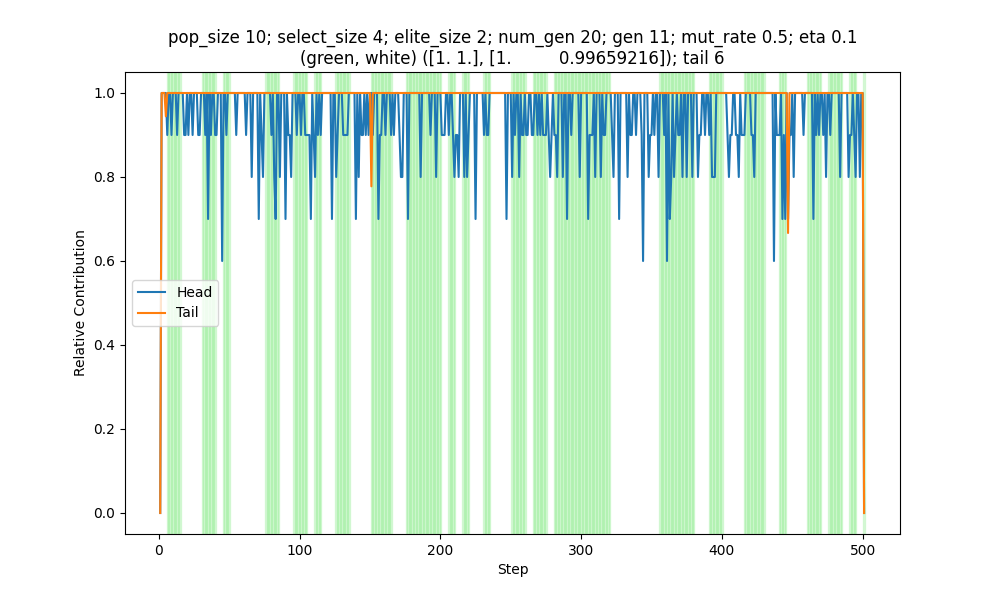 pop_size 10; select_size 4; elite_size 2; num_gen 20; gen 11; mut_rate 0.5; eta 0.1
(green, white) ([1. 1.], [1.          0.99659216]); tail 6
1.0
0.8
0.6
0.4
0.2
0.0
Relative Contribution
Head
Tail
0
100
200
300
400
500
Step